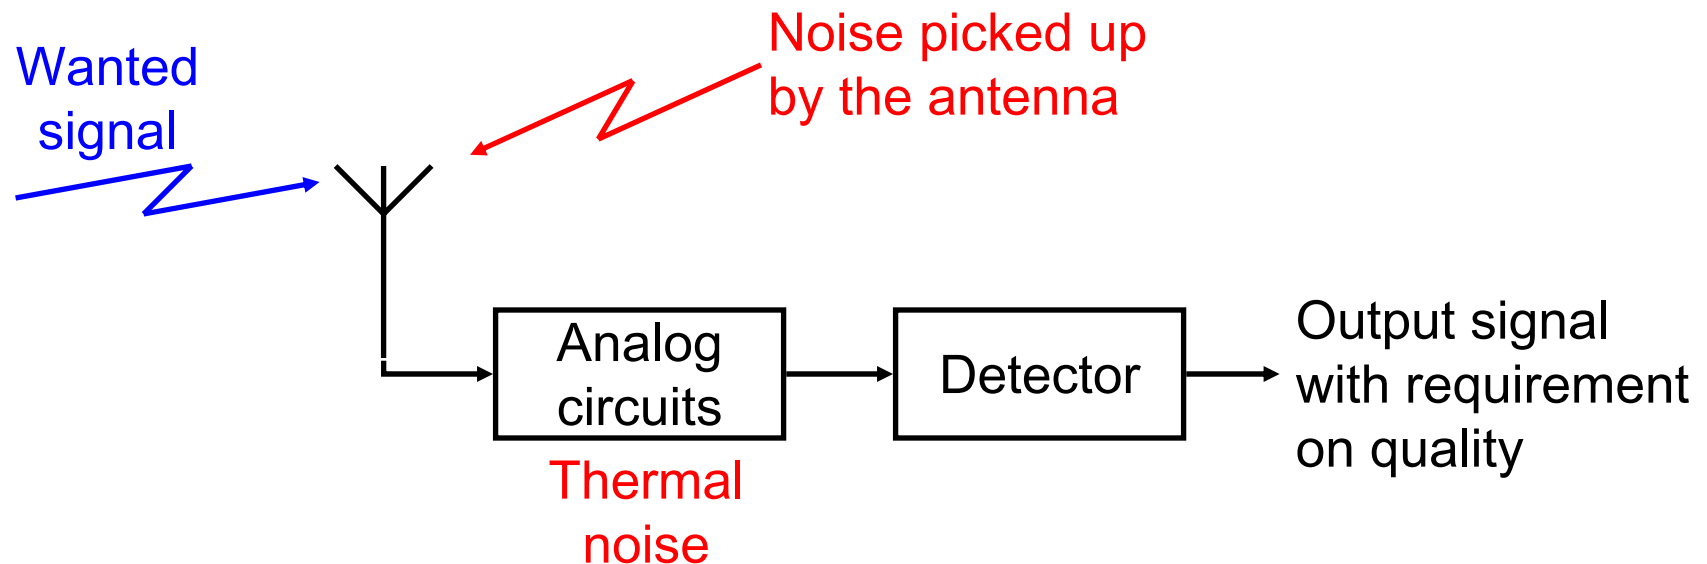 Wanted
signal
Noise picked up
by the antenna
Analog
circuits
Thermal
noise
Detector
Output signal
with requirement
on quality